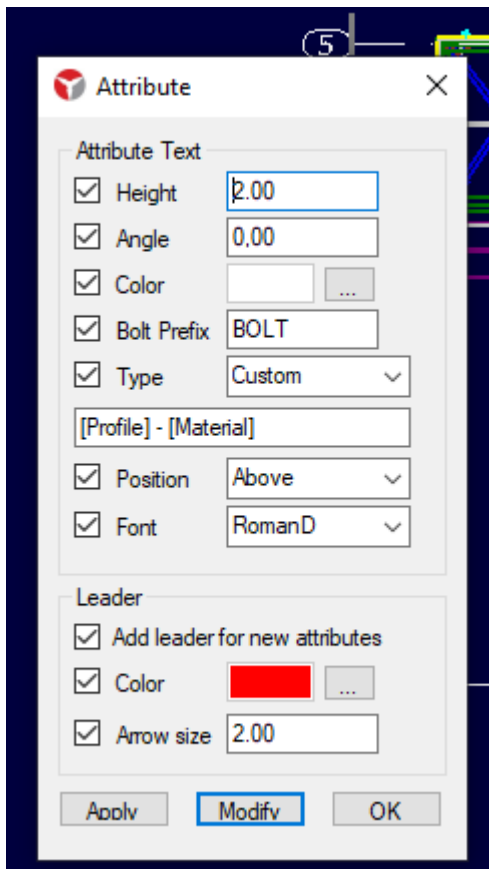 5
Attribute
Attribute Text
Height 2.00
Angle 0,00
Color ...
Bolt Prefix BOLT
Type Custom
[Profile] - [Material]
Position Above
Font RomanD
Leader
Add leader for new attributes
Color ...
Arrow size 2.00
Apply Modify OK